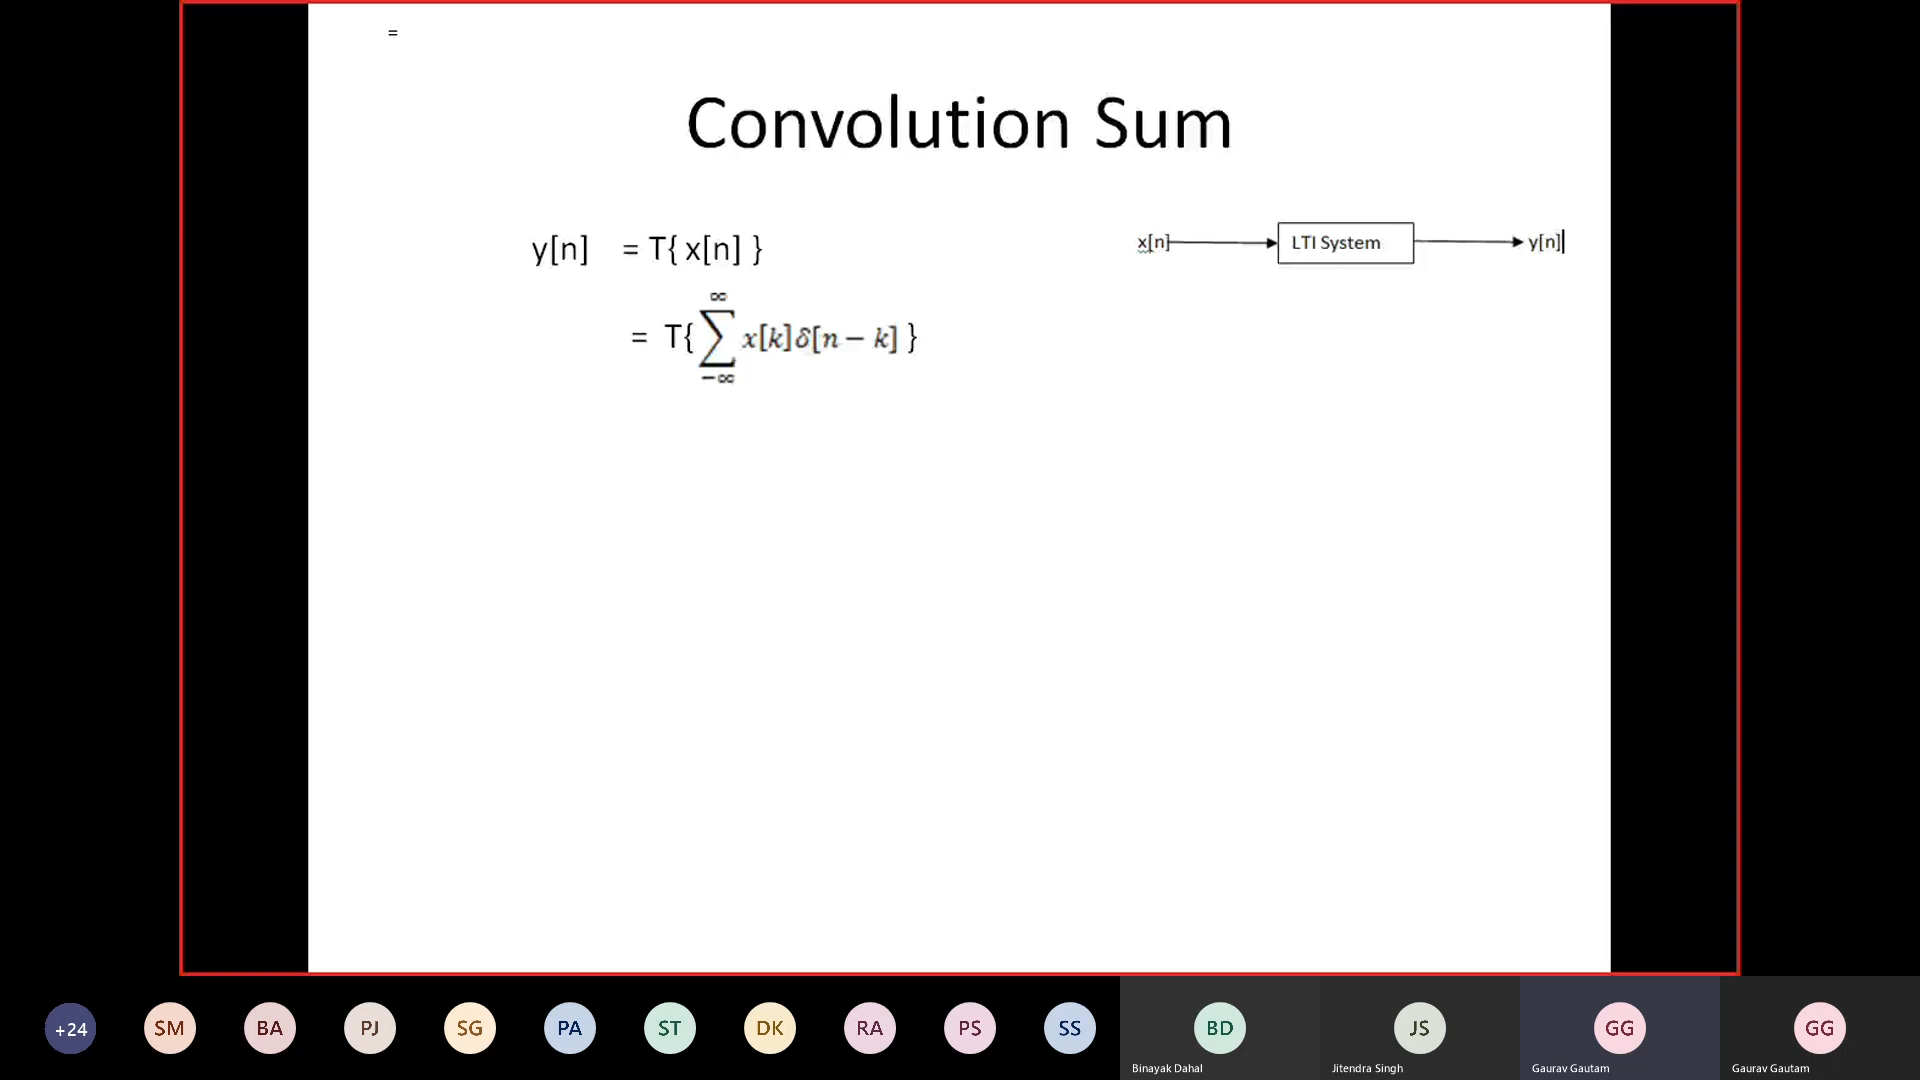 =
Convolution Sum
y[n] = T{ x[n] }
x[n] LTI System y[n]
∞
= T{ ∑ x[k]δ[n − k] }
−∞
+24 SM BA PJ SG PA ST DK RA PS SS BD JS GG GG
Binayak Dahal Jitendra Singh Gaurav Gautam Gaurav Gautam